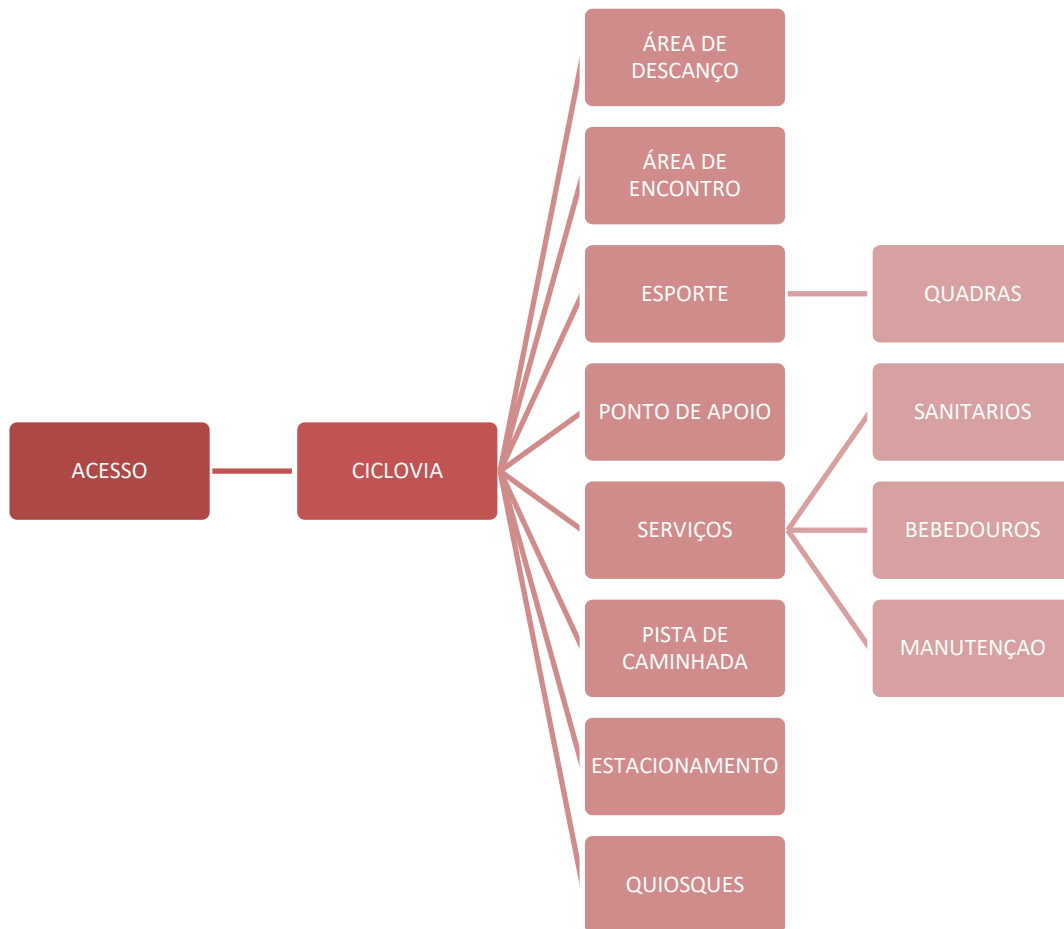 ACESSO
CICLOVIA
ÁREA DE
DESCANÇO
ÁREA DE
ENCONTRO
ESPORTE
QUADRAS
PONTO DE APOIO
SERVIÇOS
SANITARIOS
BEBEDOUROS
MANUTENÇAO
PISTA DE
CAMINHADA
ESTACIONAMENTO
QUIOSQUES